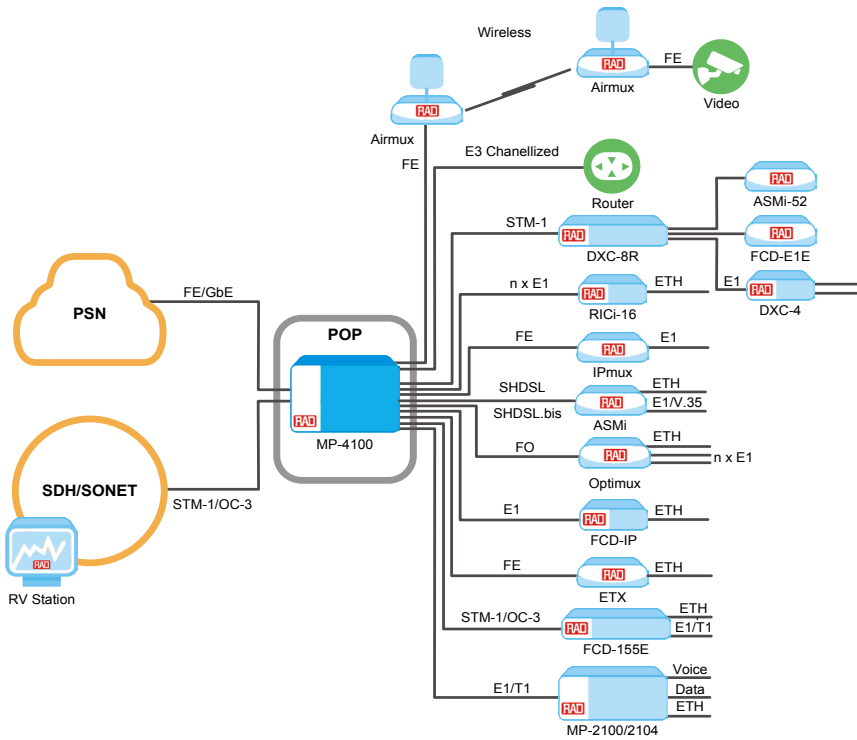 Wireless
RAD
Airmux
FE
Video
RAD
Airmux
FE
E3 Chanellized
Router
STM-1
RAD
DXC-8R
RAD
ASMi-52
RAD
FCD-E1E
E1
RAD
DXC-4
n x E1
RAD
RICi-16
ETH
FE/GbE
PSN
POP
RAD
MP-4100
FE
RAD
IPmux
E1
SHDSL
SHDSL.bis
RAD
ASMi
ETH
E1/V.35
FO
RAD
Optimux
ETH
n x E1
SDH/SONET
STM-1/OC-3
RAD
RV Station
E1
RAD
FCD-IP
ETH
FE
RAD
ETX
ETH
STM-1/OC-3
RAD
FCD-155E
ETH
E1/T1
E1/T1
RAD
MP-2100/2104
Voice
Data
ETH